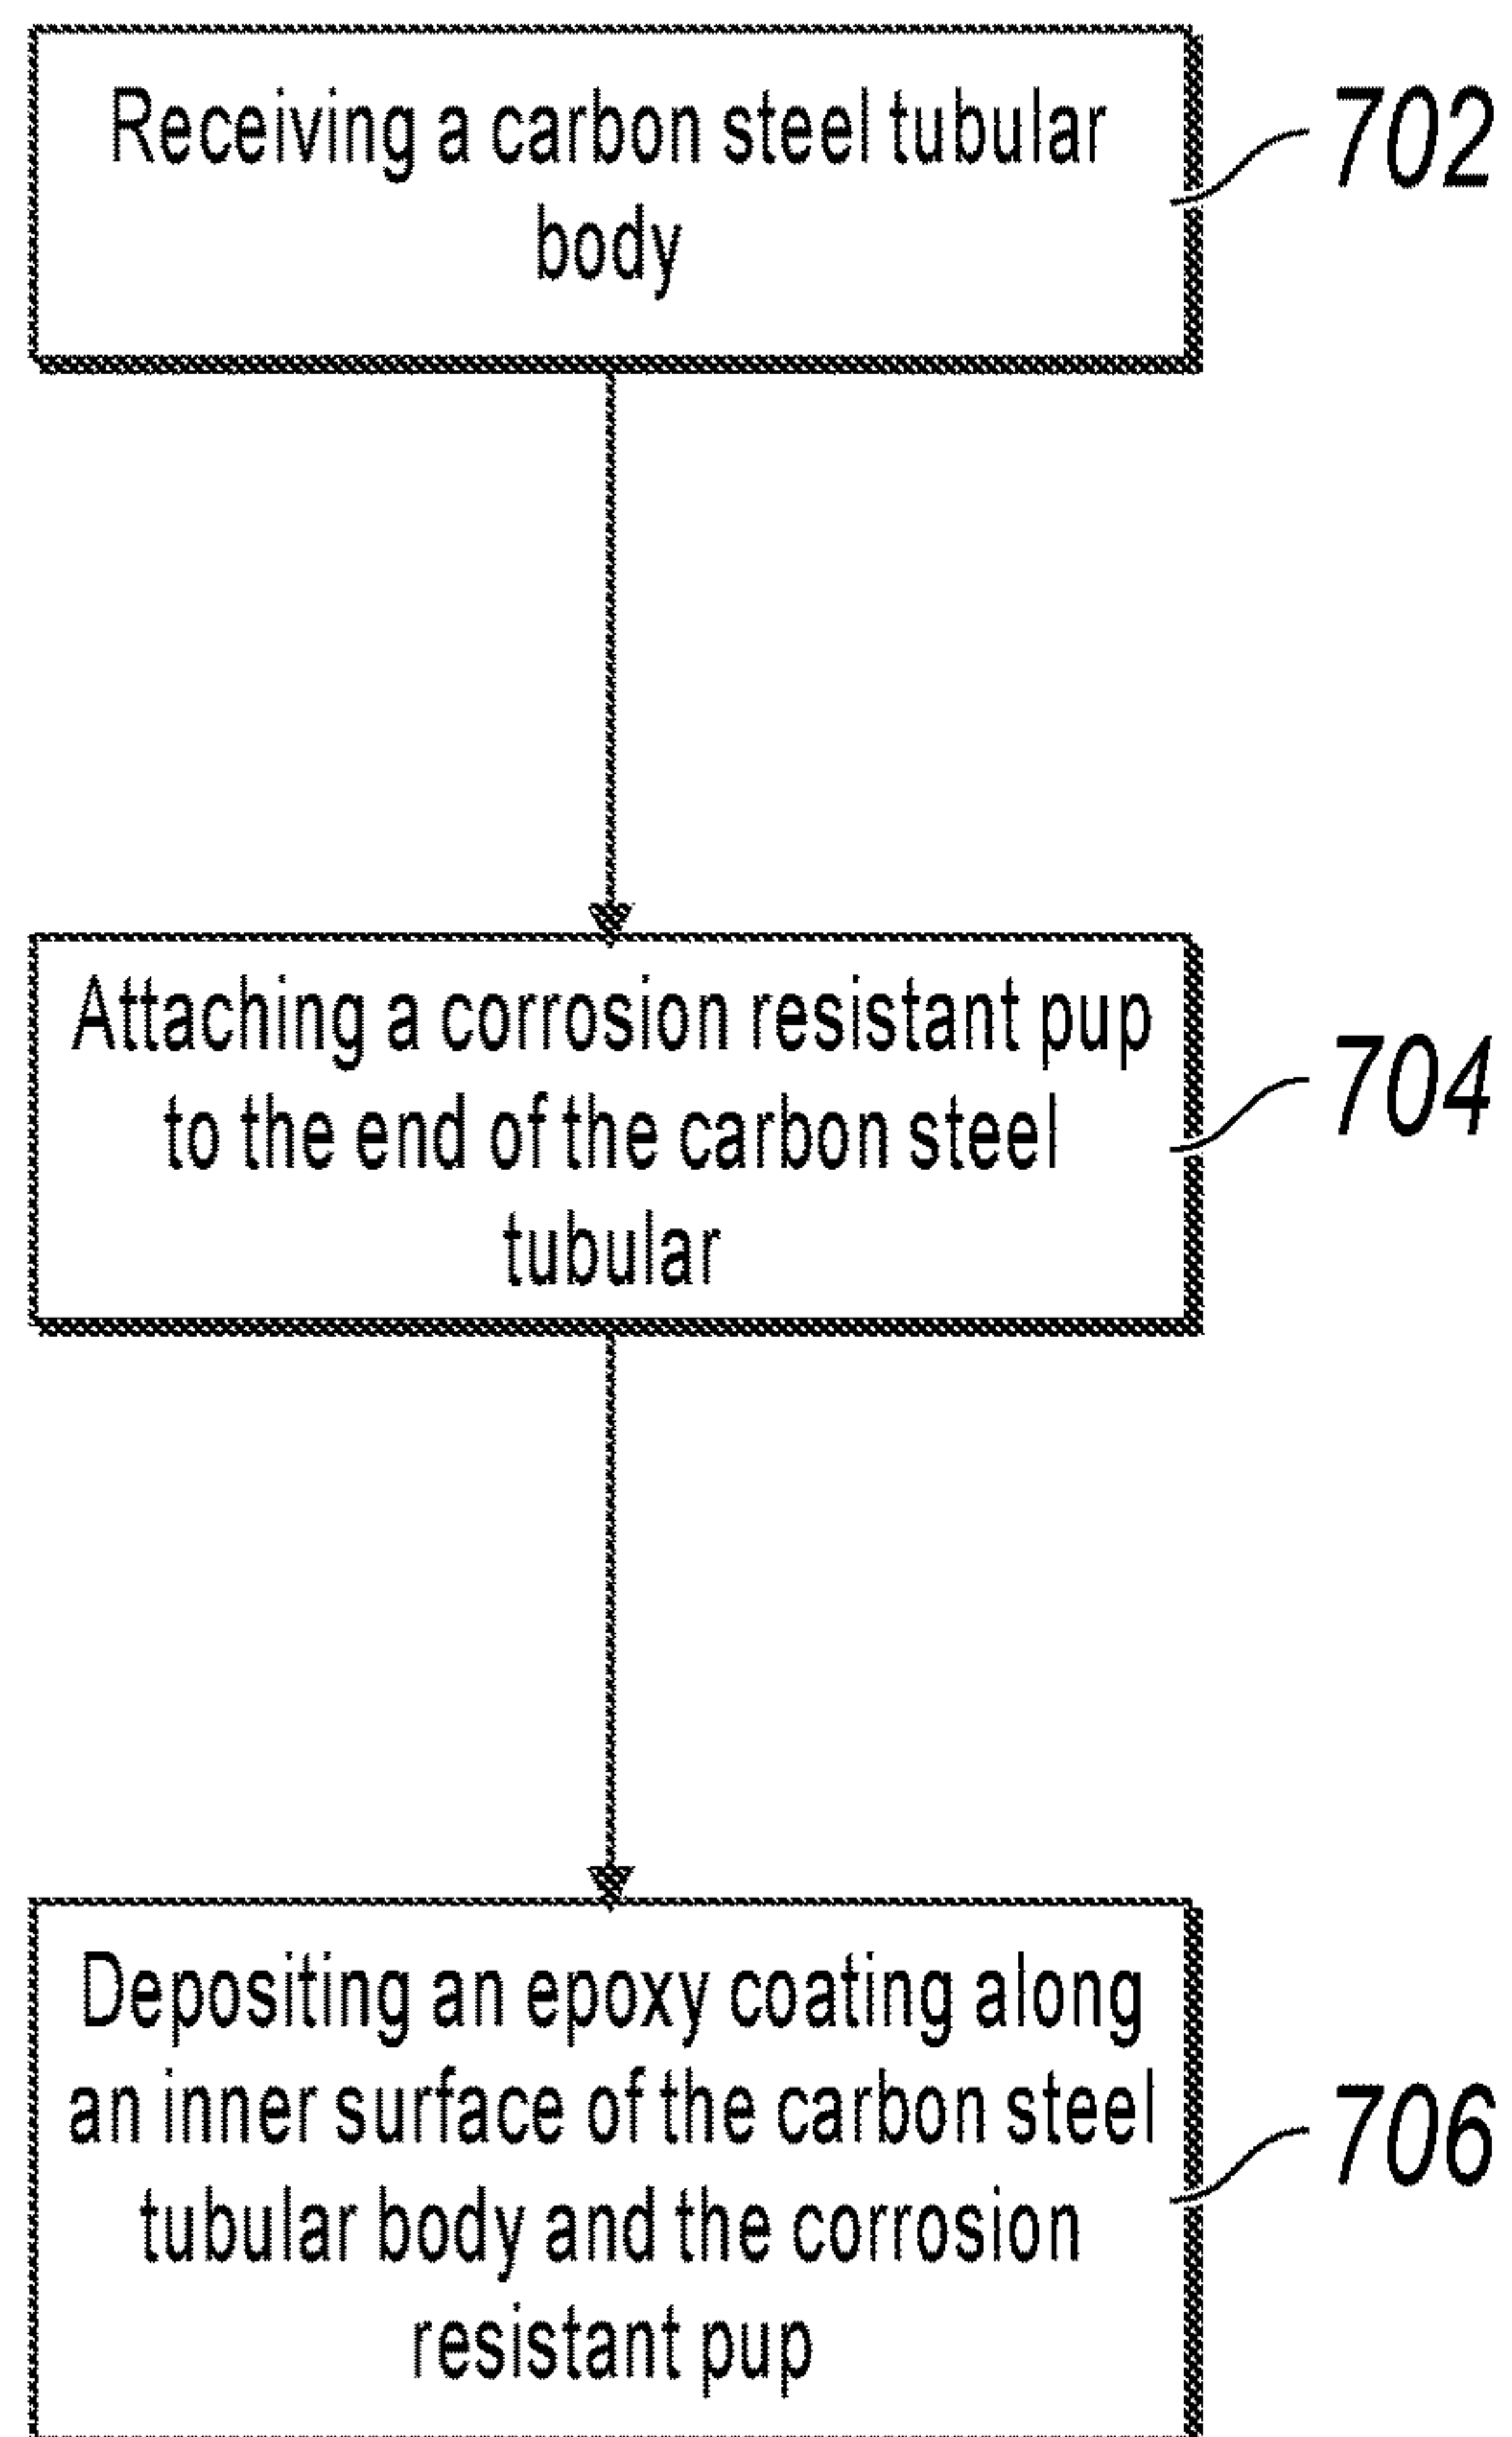 Receiving a carbon steel tubular
body
702
Attaching a corrosion resistant pup
to the end of the carbon steel
tubular
704
Depositing an epoxy coating along
an inner surface of the carbon steel
tubular body and the corrosion
resistant pup
706